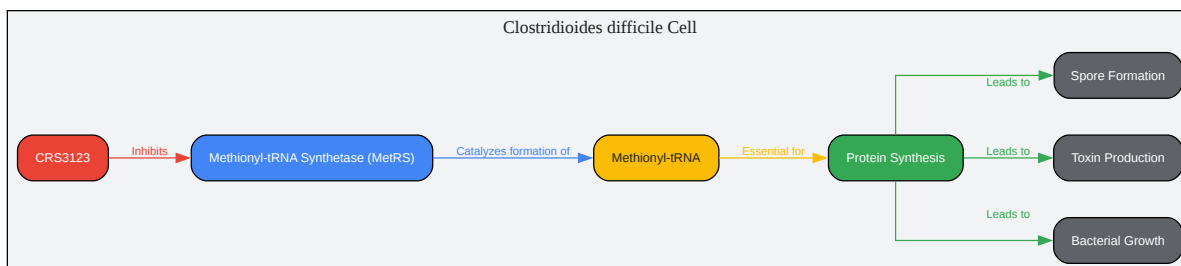 Clostridioides difficile Cell
Leads to
Spore Formation
CRS3123
Inhibits
Methionyl-tRNA Synthetase (MetRS)
Catalyzes formation of
Methionyl-tRNA
Essential for
Protein Synthesis
Leads to
Toxin Production
Leads to
Bacterial Growth